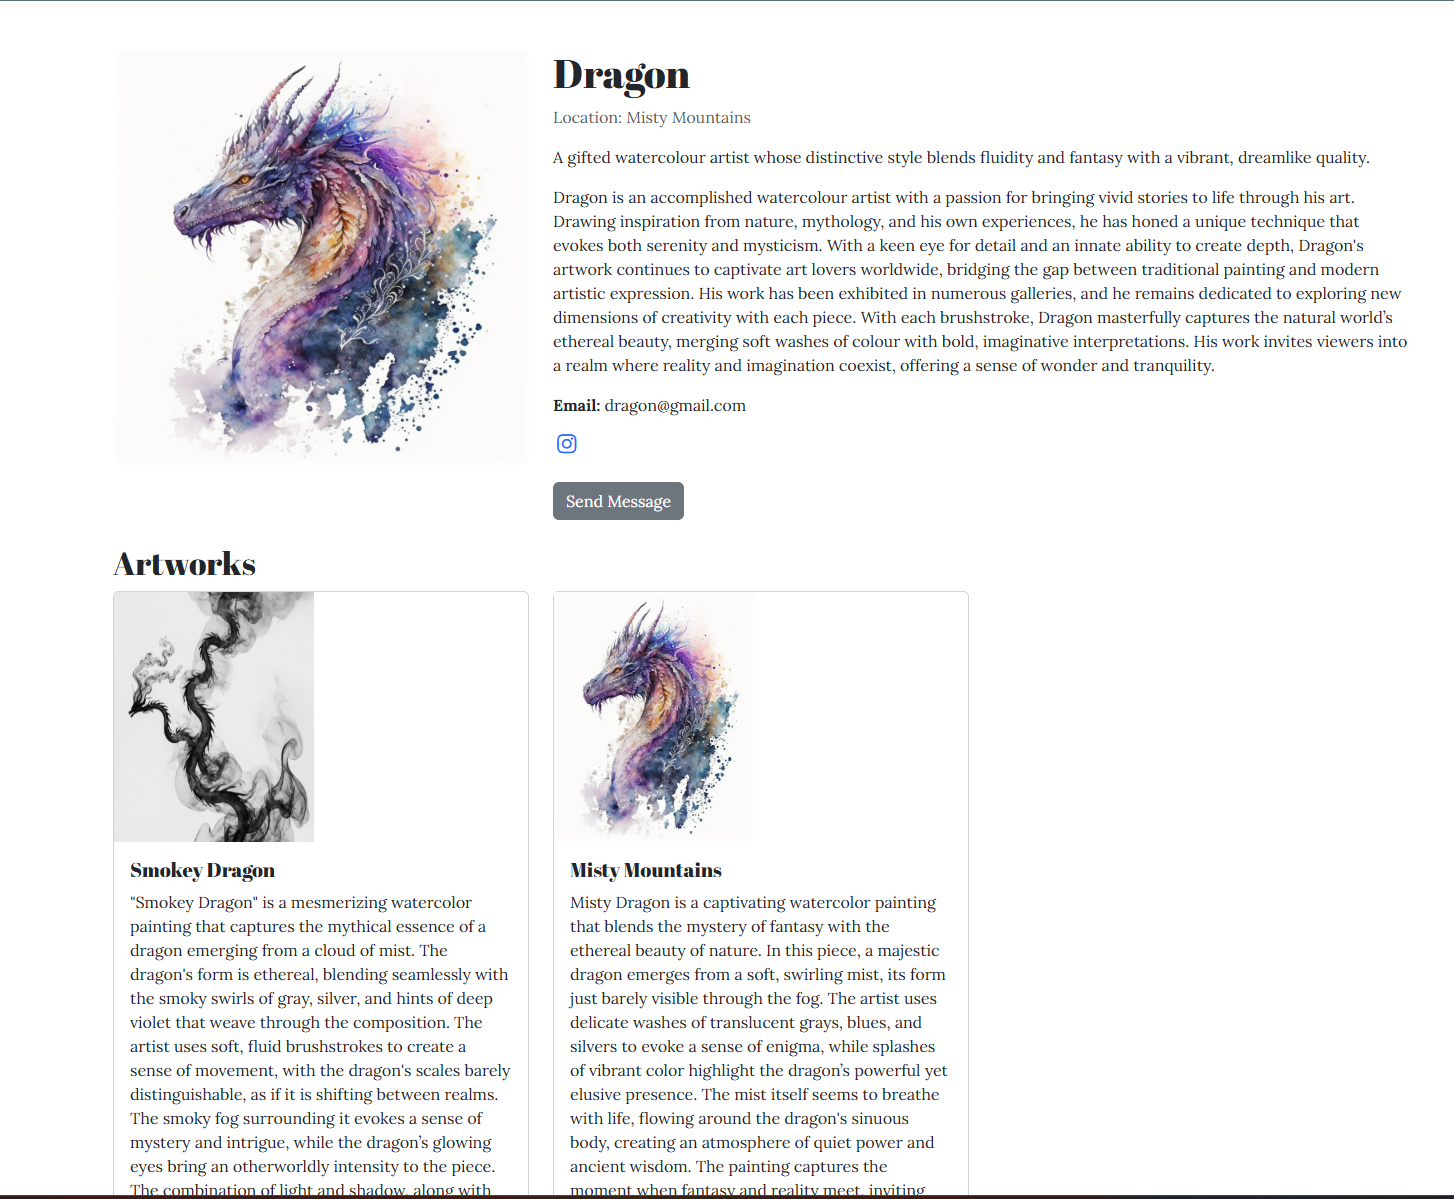 Dragon
Location: Misty Mountains
A gifted watercolour artist whose distinctive style blends fluidity and fantasy with a vibrant, dreamlike quality.
Dragon is an accomplished watercolour artist with a passion for bringing vivid stories to life through his art.
Drawing inspiration from nature, mythology, and his own experiences, he has honed a unique technique that
evokes both serenity and mysticism. With a keen eye for detail and an innate ability to create depth, Dragon's
artwork continues to captivate art lovers worldwide, bridging the gap between traditional painting and modern
artistic expression. His work has been exhibited in numerous galleries, and he remains dedicated to exploring new
dimensions of creativity with each piece. With each brushstroke, Dragon masterfully captures the natural world’s
ethereal beauty, merging soft washes of colour with bold, imaginative interpretations. His work invites viewers into
a realm where reality and imagination coexist, offering a sense of wonder and tranquility.
Email: dragon@gmail.com
Send Message
Artworks
Smokey Dragon
"Smokey Dragon" is a mesmerizing watercolor
painting that captures the mythical essence of a
dragon emerging from a cloud of mist. The
dragon's form is ethereal, blending seamlessly with
the smoky swirls of gray, silver, and hints of deep
violet that weave through the composition. The
artist uses soft, fluid brushstrokes to create a
sense of movement, with the dragon's scales barely
distinguishable, as if it is shifting between realms.
The smoky fog surrounding it evokes a sense of
mystery and intrigue, while the dragon’s glowing
eyes bring an otherworldly intensity to the piece.
The combination of light and shadow, along with
Misty Mountains
Misty Dragon is a captivating watercolor painting
that blends the mystery of fantasy with the
ethereal beauty of nature. In this piece, a majestic
dragon emerges from a soft, swirling mist, its form
just barely visible through the fog. The artist uses
delicate washes of translucent grays, blues, and
silvers to evoke a sense of enigma, while splashes
of vibrant color highlight the dragon’s powerful yet
elusive presence. The mist itself seems to breathe
with life, flowing around the dragon's sinuous
body, creating an atmosphere of quiet power and
ancient wisdom. The painting captures the
moment when fantasy and reality meet, inviting